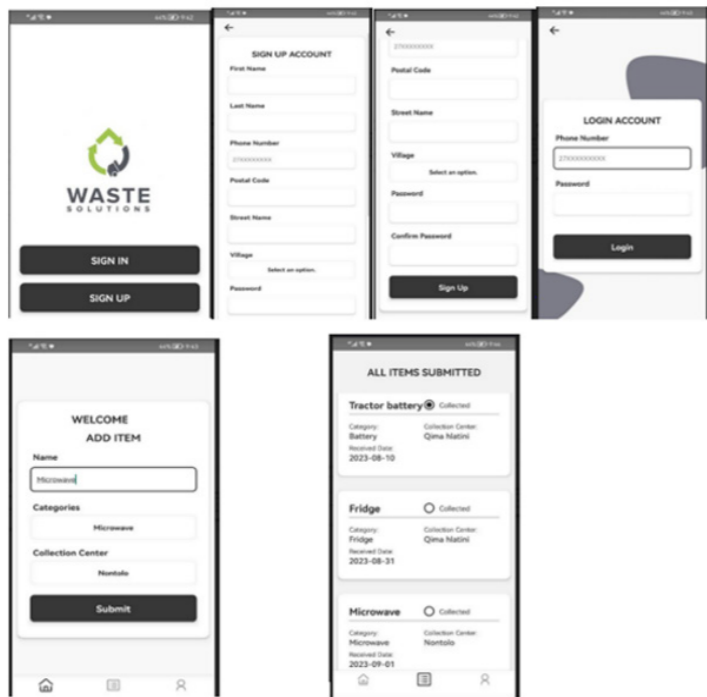 WASTE
SOLUTIONS
SIGN IN
SIGN UP
SIGN UP ACCOUNT
First Name
Last Name
Phone Number
27XXXXXXXXX
Postal Code
Street Name
Village
Select an option.
Password
27XXXXXXXXX
Postal Code
Street Name
Village
Select an option.
Password
Confirm Password
Sign Up
LOGIN ACCOUNT
Phone Number
27XXXXXXXXX
Password
Login
WELCOME
ADD ITEM
Name
Microwave
Categories
Microwave
Collection Center
Nontolo
Submit
ALL ITEMS SUBMITTED
Tractor battery Collected
Category: Collection Center:
Battery Qima Nlatini
Received Date:
2023-08-10
Fridge Collected
Category: Collection Center:
Fridge Qima Nlatini
Received Date:
2023-08-31
Microwave Collected
Category: Collection Center:
Microwave Nontolo
Received Date:
2023-09-01